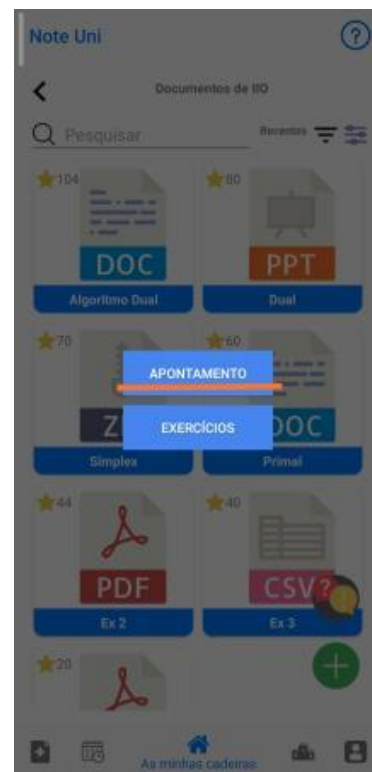 Note Uni
?
Documentos de IIO
Pesquisar
Recentes
104
80
DOC
PPT
Algoritmo Dual
Dual
70
60
APONTAMENTO
Z
DOC
EXERCÍCIOS
Simplex
Primal
44
40
PDF
CSV
?
Ex 2
Ex 3
20
As minhas cadeiras